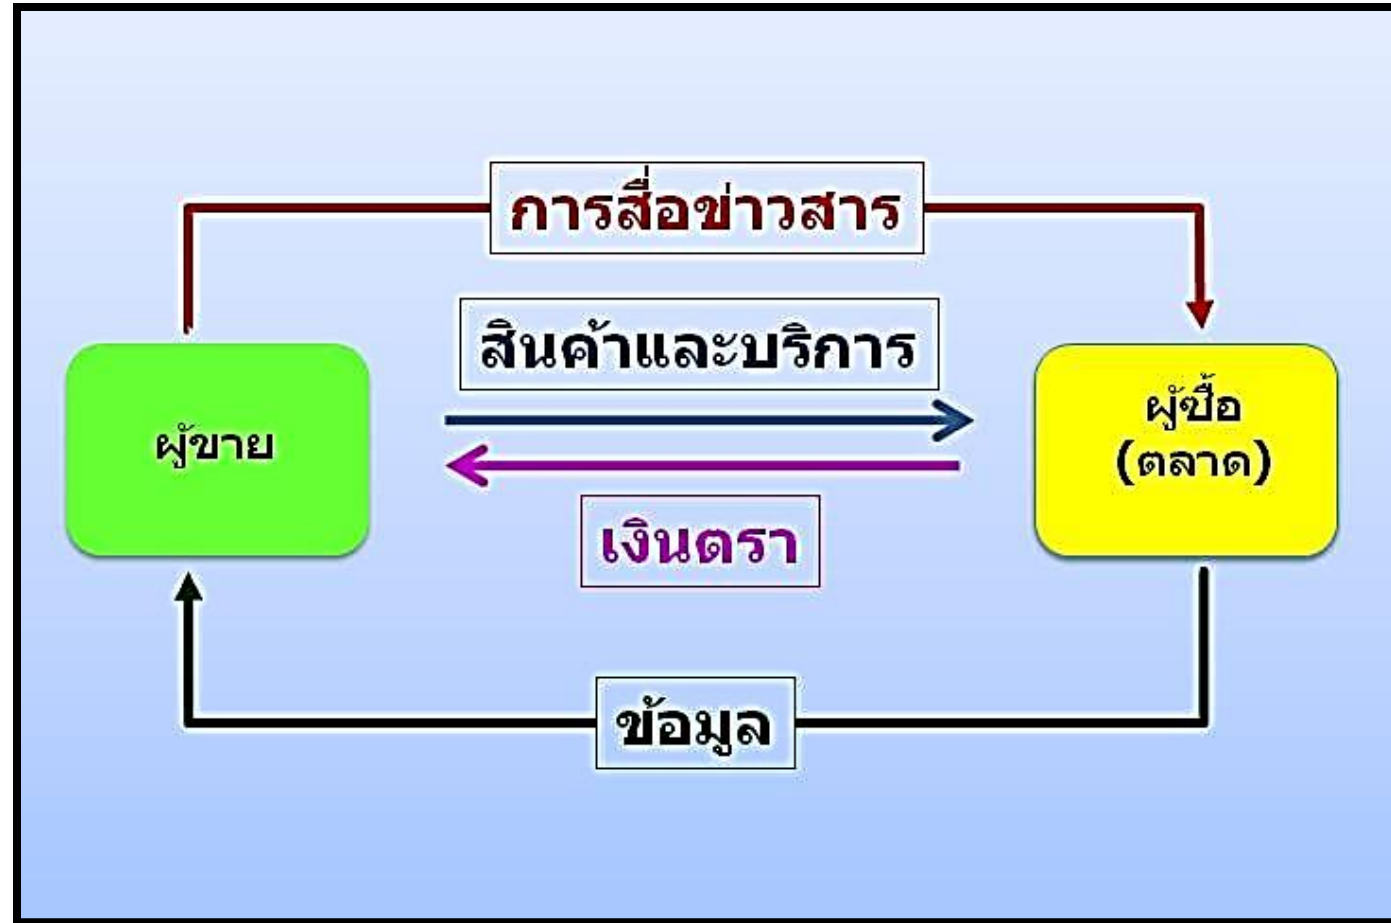 การสื่อข่าวสาร
สินค้าและบริการ
ผู้ขาย
ผู้ซื้อ
(ตลาด)
เงินตรา
ข้อมูล